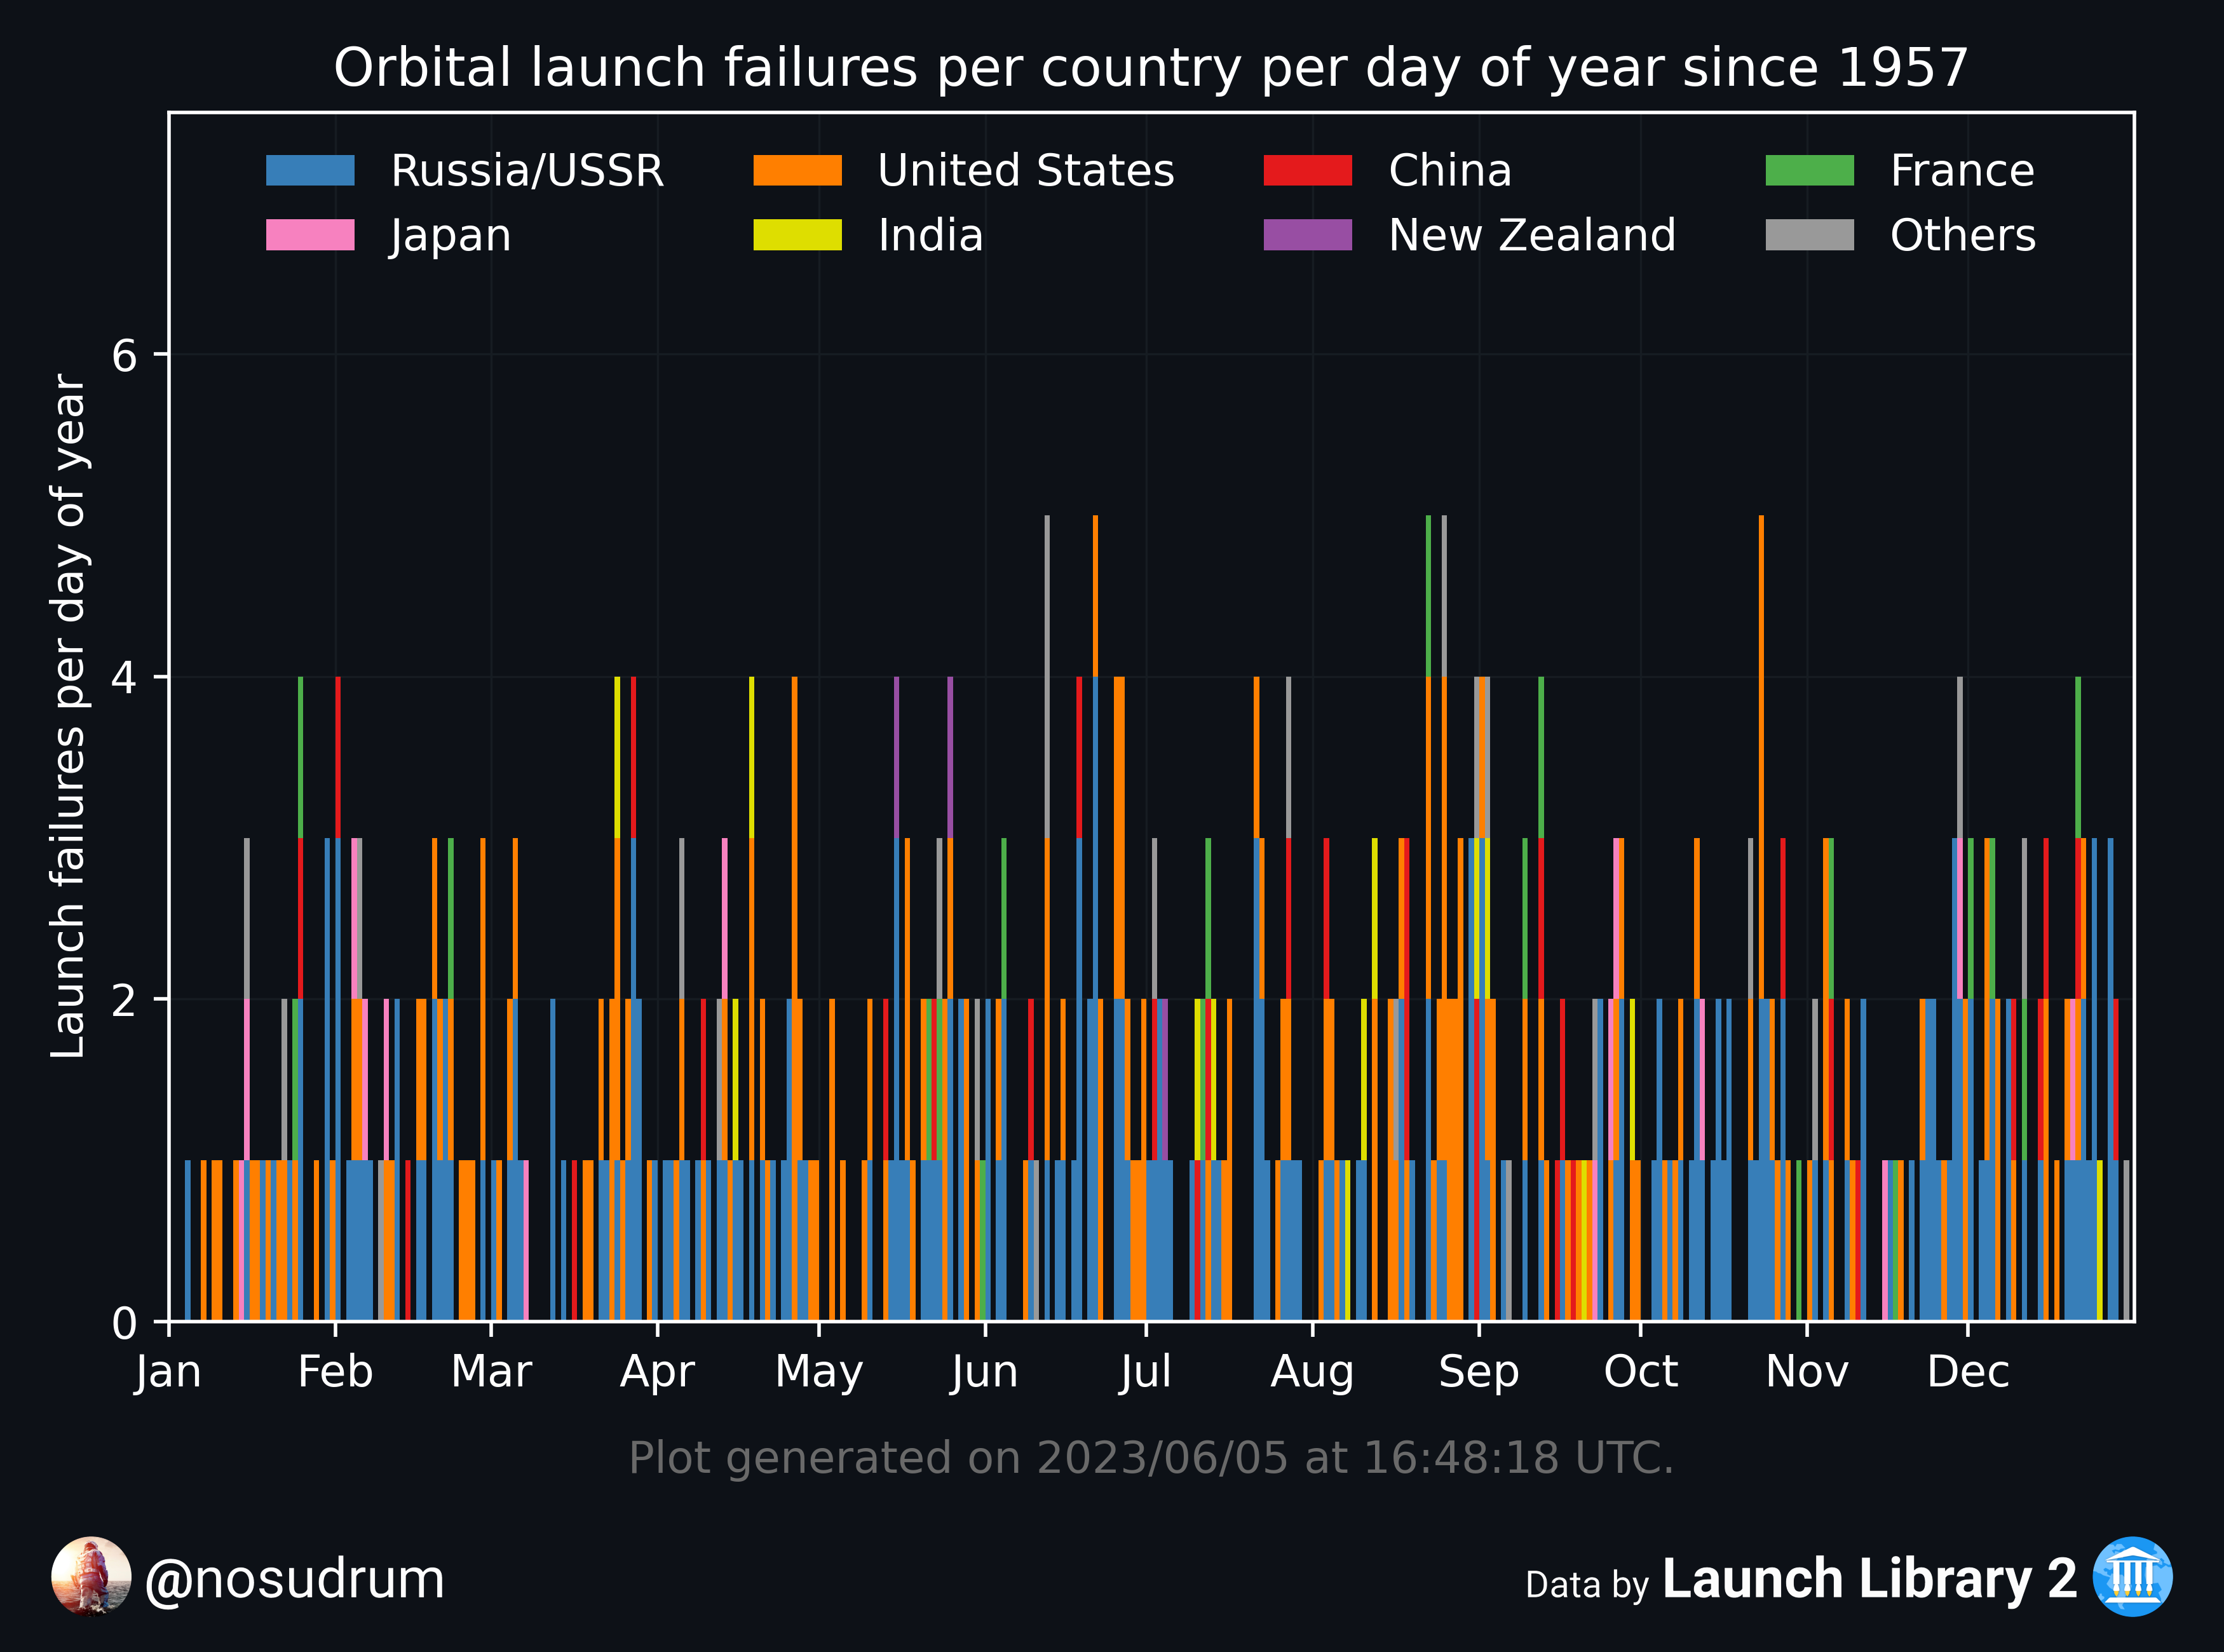 Orbital launch failures per country per day of year since 1957
Russia/USSR United States China France
Japan India New Zealand Others
Launch failures per day of year
6
4
2
0
Jan Feb Mar Apr May Jun Jul Aug Sep Oct Nov Dec
Plot generated on 2023/06/05 at 16:48:18 UTC.
@nosudrum
Data by Launch Library 2